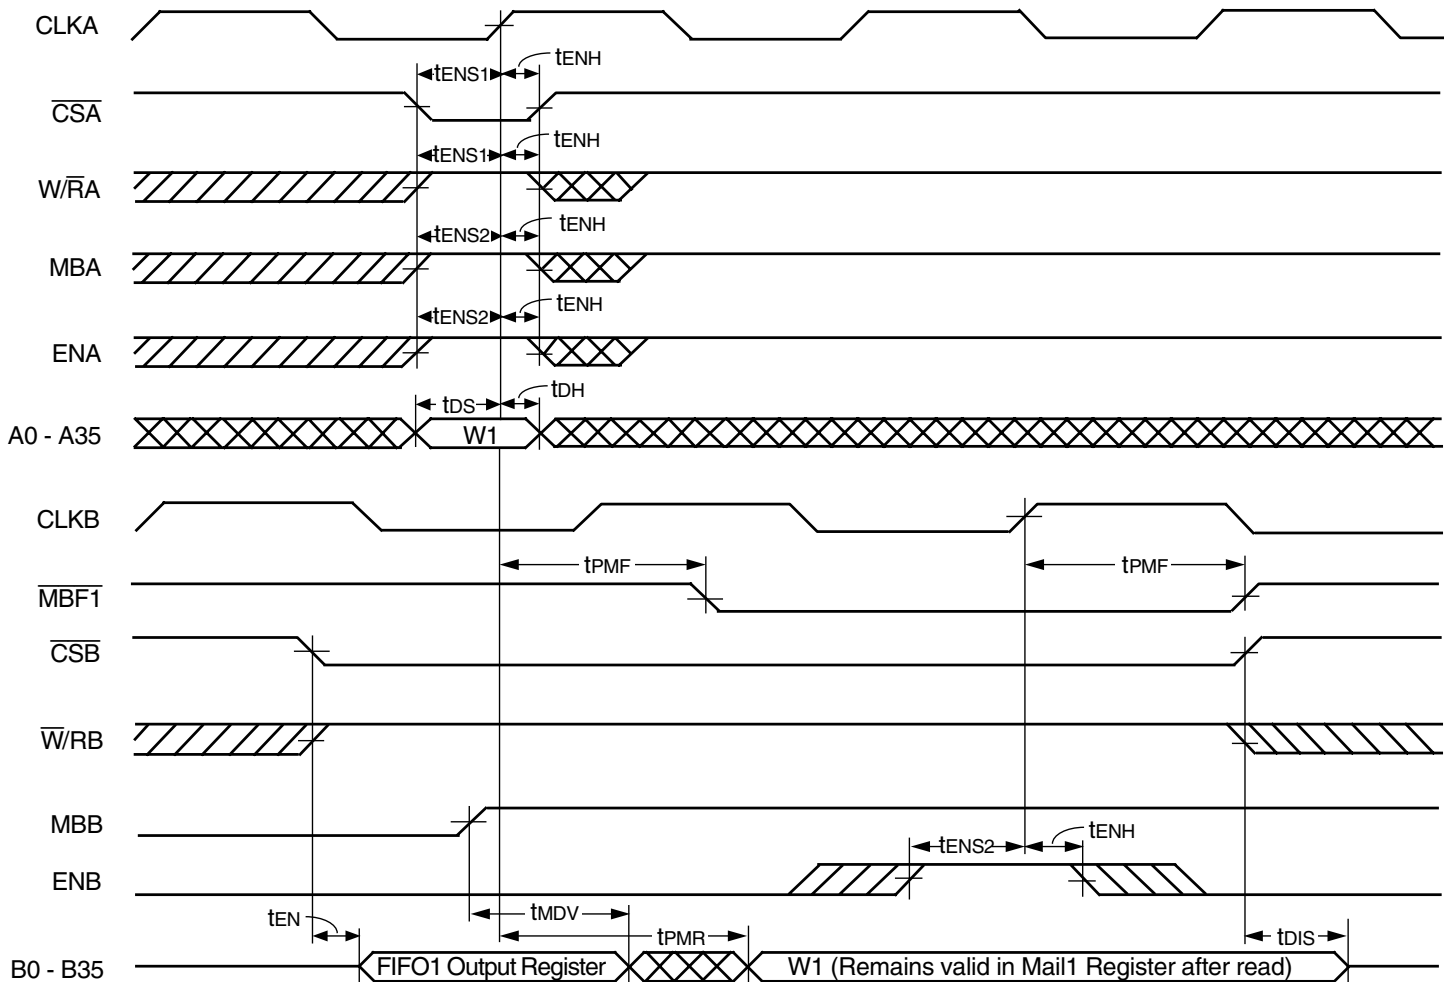 CLKA
tENS1 tENH
CSA
tENS1 tENH
W/RA
tENS2 tENH
MBA
tENS2 tENH
ENA
tDS tDH
A0 - A35 W1
CLKB
tPMF tPMF
MBF1
CSB
W/RB
MBB
tENS2 tENH
ENB
tEN tMDV
tPMR tDIS
B0 - B35 FIFO1 Output Register W1 (Remains valid in Mail1 Register after read)